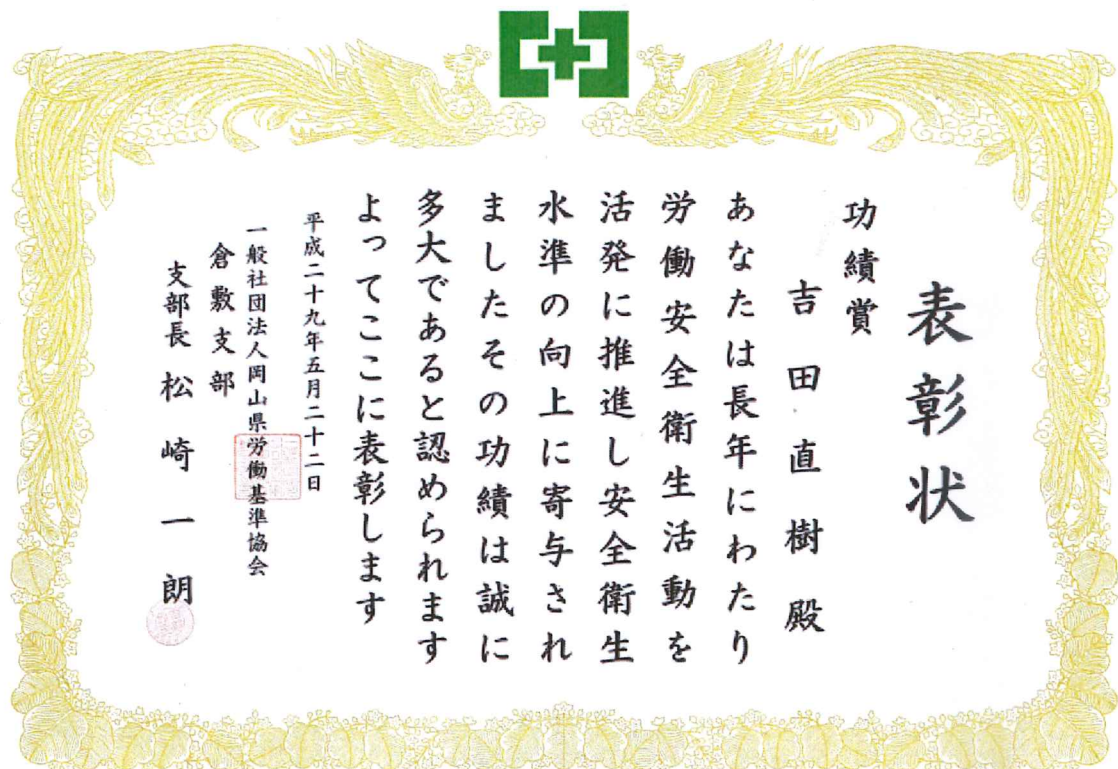 表彰状
功績賞
吉田直樹殿
あなたは長年にわたり
労働安全衛生活動を
活発に推進し安全衛生
水準の向上に寄与され
ましたその功績は誠に
多大であると認められます
よってここに表彰します
平成二十九年五月二十二日
一般社団法人岡山県労働基準協会
倉敷支部
支部長 松崎一朗